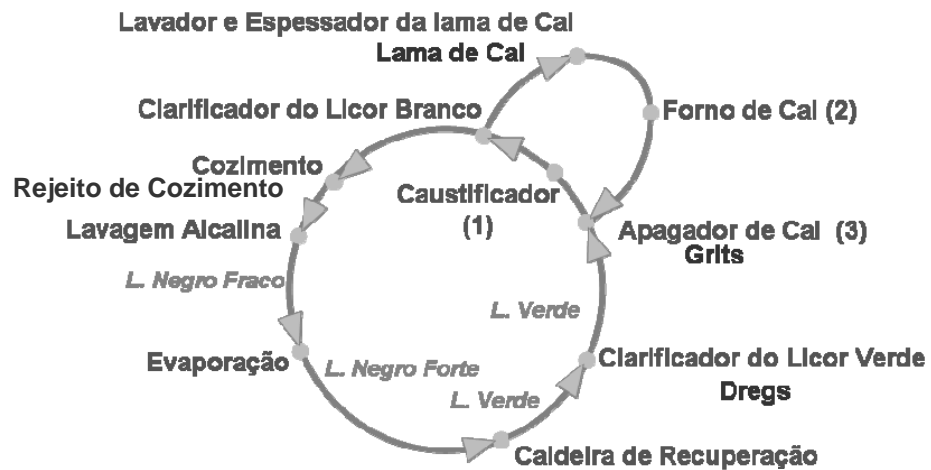 Lavador e Espessador da lama de Cal
Lama de Cal
Clarificador do Licor Branco
Forno de Cal (2)
Cozimento
Rejeito de Cozimento
Caustificador
(1)
Lavagem Alcalina
Apagador de Cal (3)
Grits
L. Negro Fraco
L. Verde
Evaporação
L. Negro Forte
Clarificador do Licor Verde
Dregs
L. Verde
Caldeira de Recuperação